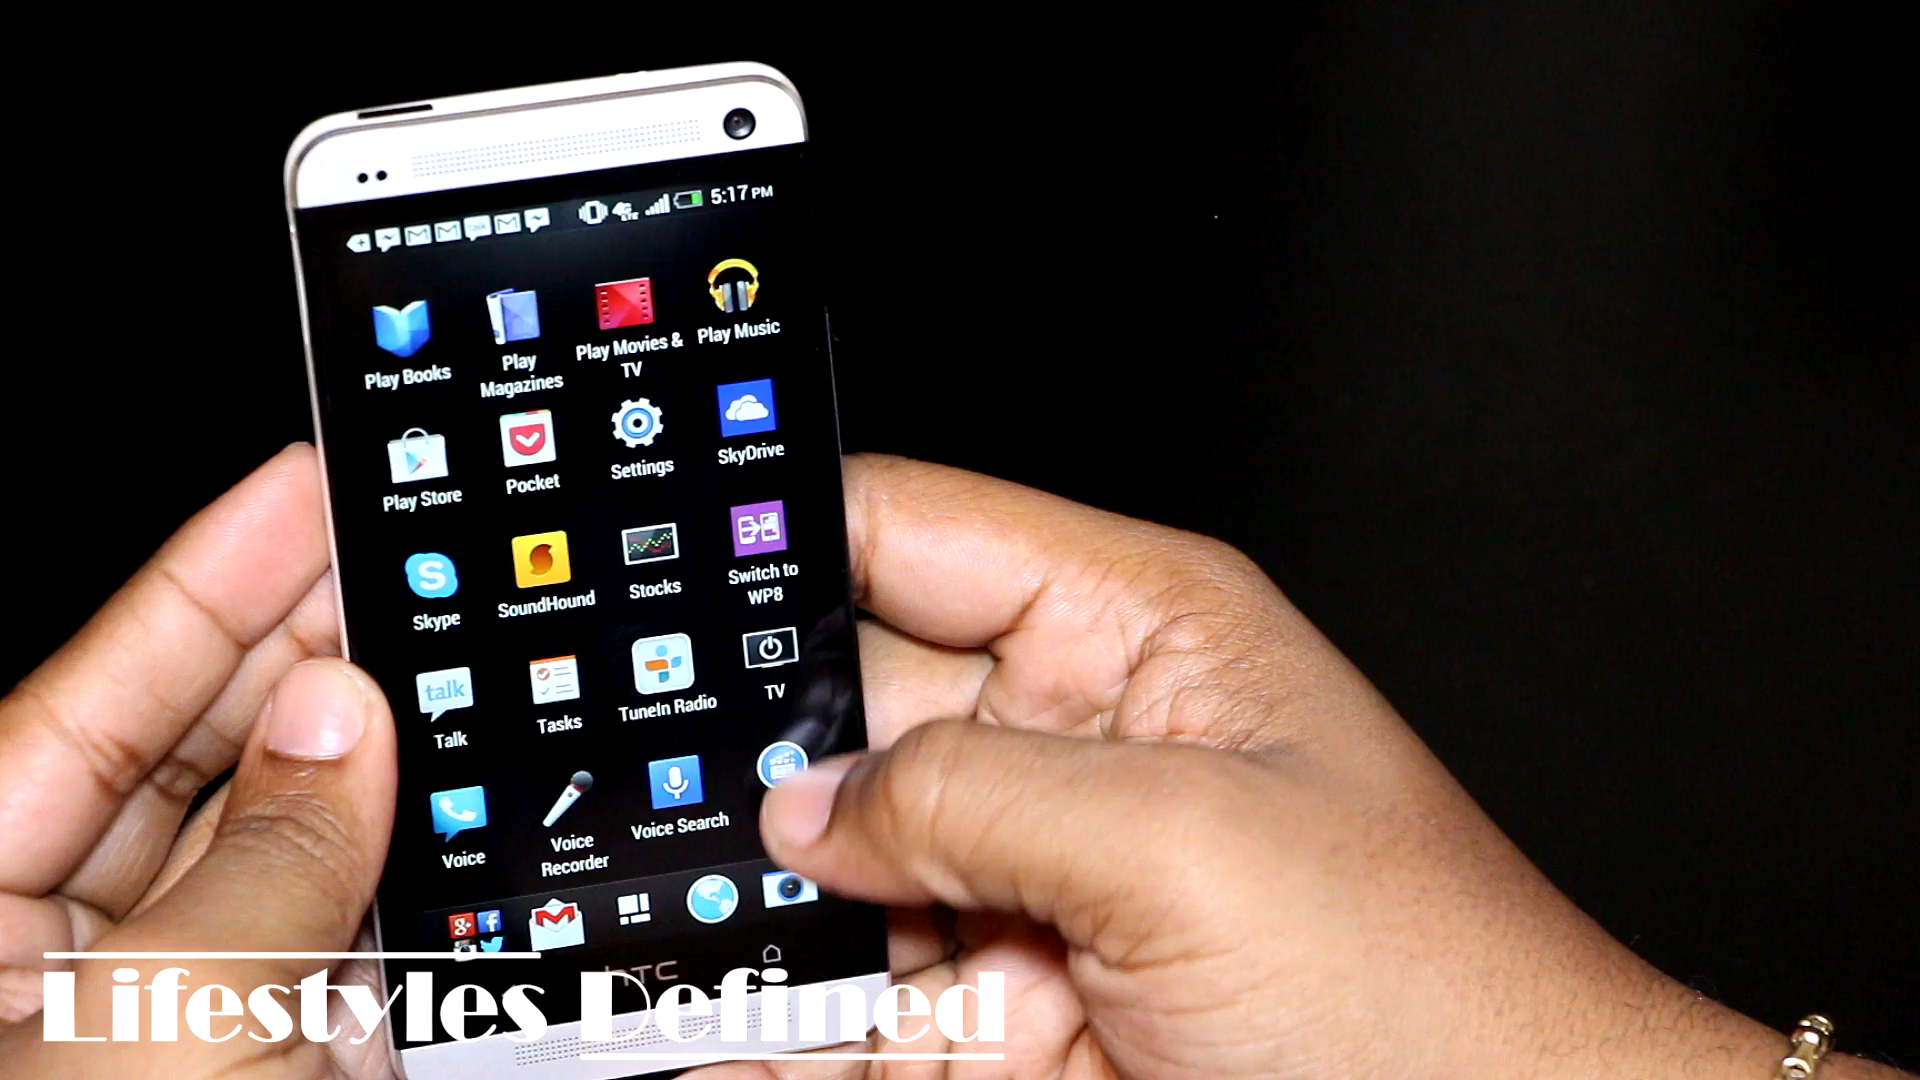 5:17 PM
Play Books
Play
Magazines
Play Movies &
TV
Play Music
Play Store
Pocket
Settings
SkyDrive
Skype
SoundHound
Stocks
Switch to
WP8
talk
Talk
Tasks
TuneIn Radio
TV
Voice
Voice
Recorder
Voice Search
hTC
Lifestyles Defined